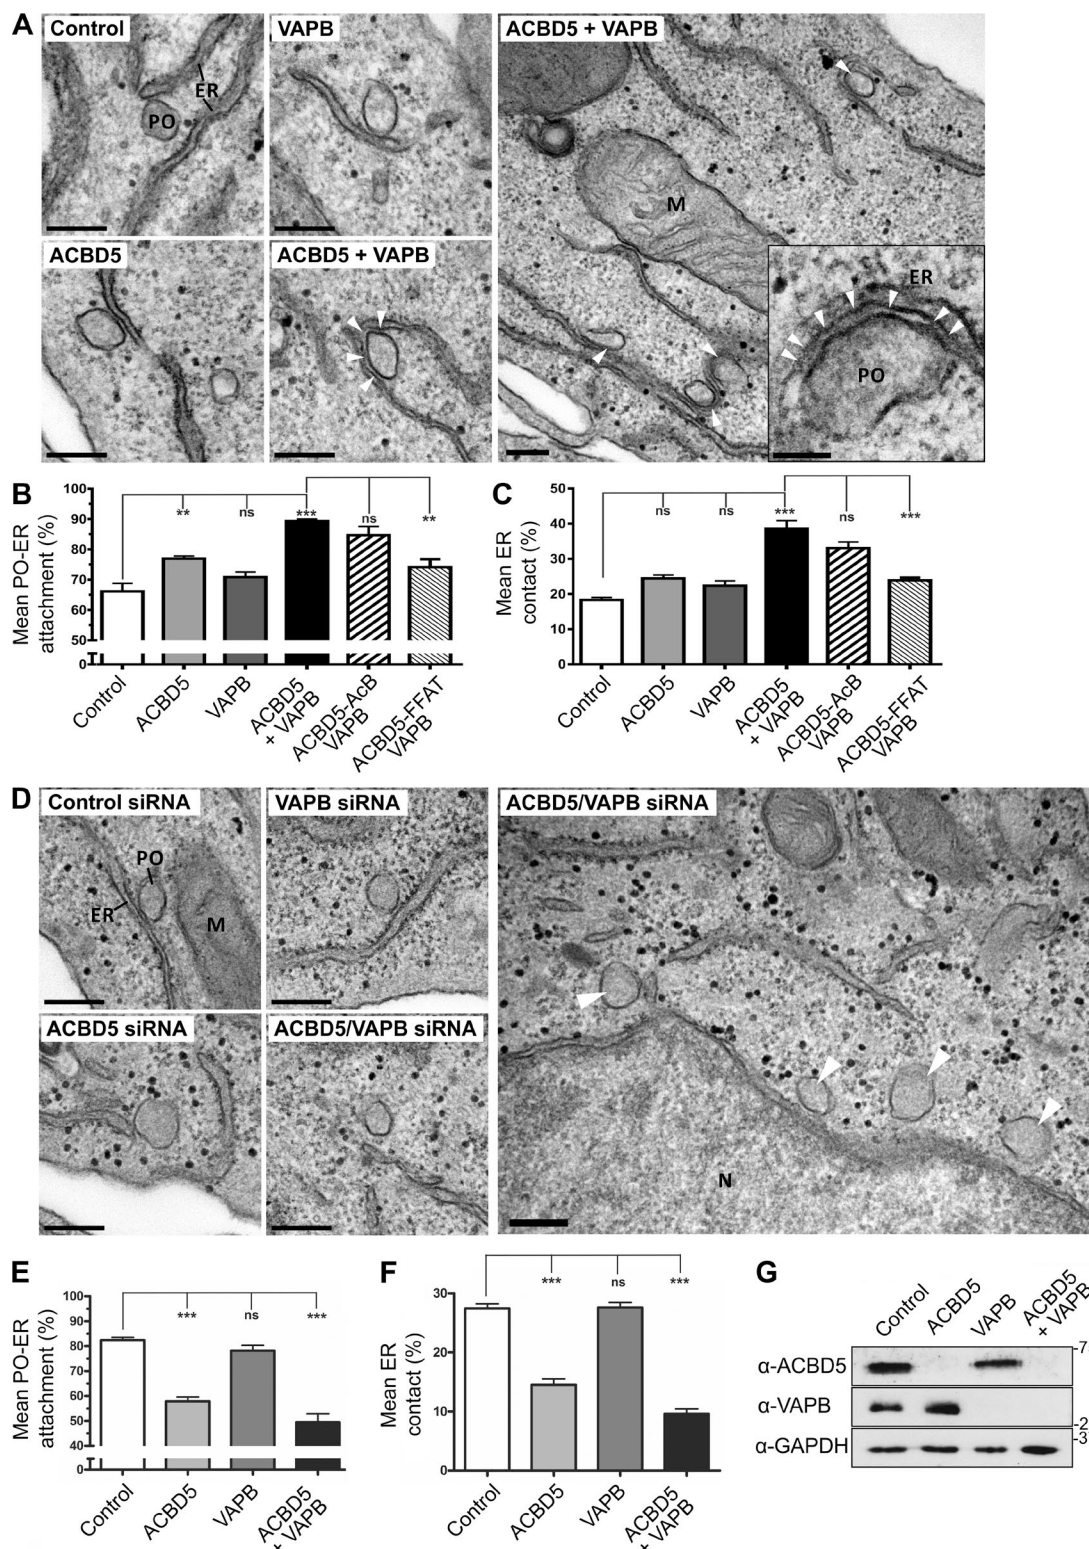 A
Control
ER
PO
VAPB
ACBD5 + VAPB
M
ER
PO
ACBD5
ACBD5 + VAPB
B
Mean PO-ER
attachment (%)
100
90
80
70
60
50
0
**
ns
***
ns
**
Control
ACBD5
VAPB
ACBD5
+ VAPB
ACBD5-AcB
VAPB
ACBD5-FFAT
VAPB
C
Mean ER
contact (%)
50
40
30
20
10
0
ns
ns
***
ns
***
Control
ACBD5
VAPB
ACBD5
+ VAPB
ACBD5-AcB
VAPB
ACBD5-FFAT
VAPB
D
Control siRNA
PO
ER
M
VAPB siRNA
ACBD5/VAPB siRNA
N
ACBD5 siRNA
ACBD5/VAPB siRNA
E
Mean PO-ER
attachment (%)
100
90
80
70
60
50
40
0
***
ns
***
Control
ACBD5
VAPB
ACBD5
+ VAPB
F
Mean ER
contact (%)
30
20
10
0
***
ns
***
Control
ACBD5
VAPB
ACBD5
+ VAPB
G
Control
ACBD5
VAPB
ACBD5
+ VAPB
α-ACBD5
-7
α-VAPB
-2
α-GAPDH
-3